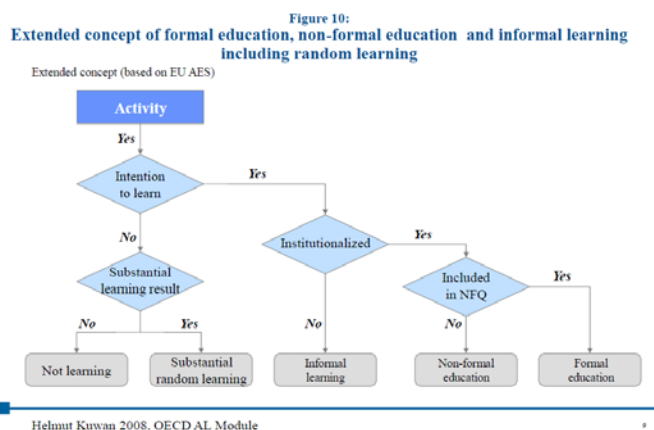 Figure 10:
Extended concept of formal education, non-formal education and informal learning
including random learning
Extended concept (based on EU AES)
Activity
Yes
Intention
to learn
Yes
No
Institutionalized
Yes
Substantial
learning result
Included
in NFQ
Yes
No
Yes
No
No
Not learning
Substantial
random learning
Informal
learning
Non-formal
education
Formal
education
Helmut Kuwan 2008, OECD AL Module
9